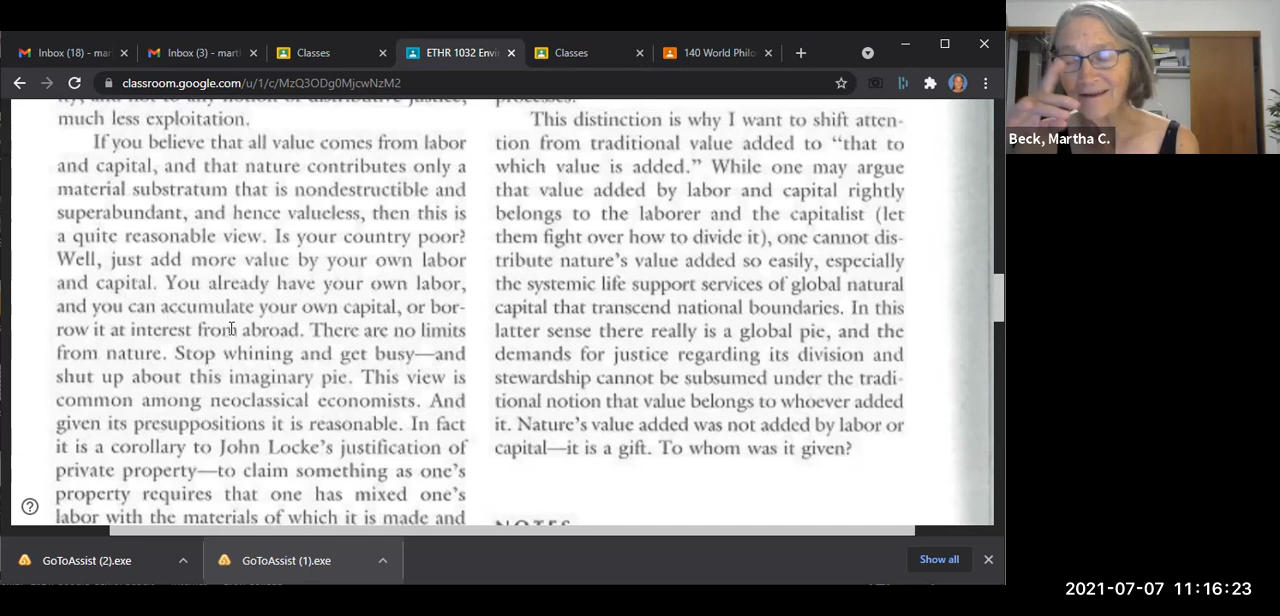 Inbox (18) - mar
Inbox (3) - mart
Classes
ETHR 1032 Envi
Classes
140 World Philo
classroom.google.com/u/1/c/MzQ3ODg0MjcwNzM2
much less exploitation.
If you believe that all value comes from labor
and capital, and that nature contributes only a
material substratum that is nondestructible and
superabundant, and hence valueless, then this is
a quite reasonable view. Is your country poor?
Well, just add more value by your own labor
and capital. You already have your own labor,
and you can accumulate your own capital, or bor-
row it at interest from abroad. There are no limits
from nature. Stop whining and get busy—and
shut up about this imaginary pie. This view is
common among neoclassical economists. And
given its presuppositions it is reasonable. In fact
it is a corollary to John Locke's justification of
private property—to claim something as one's
property requires that one has mixed one's
labor with the materials of which it is made and
processes.
This distinction is why I want to shift atten-
tion from traditional value added to “that to
which value is added.” While one may argue
that value added by labor and capital rightly
belongs to the laborer and the capitalist (let
them fight over how to divide it), one cannot dis-
tribute nature's value added so easily, especially
the systemic life support services of global natural
capital that transcend national boundaries. In this
latter sense there really is a global pie, and the
demands for justice regarding its division and
stewardship cannot be subsumed under the tradi-
tional notion that value belongs to whoever added
it. Nature's value added was not added by labor or
capital—it is a gift. To whom was it given?
NOTES
GoToAssist (2).exe
GoToAssist (1).exe
Show all
Beck, Martha C.
2021-07-07 11:16:23